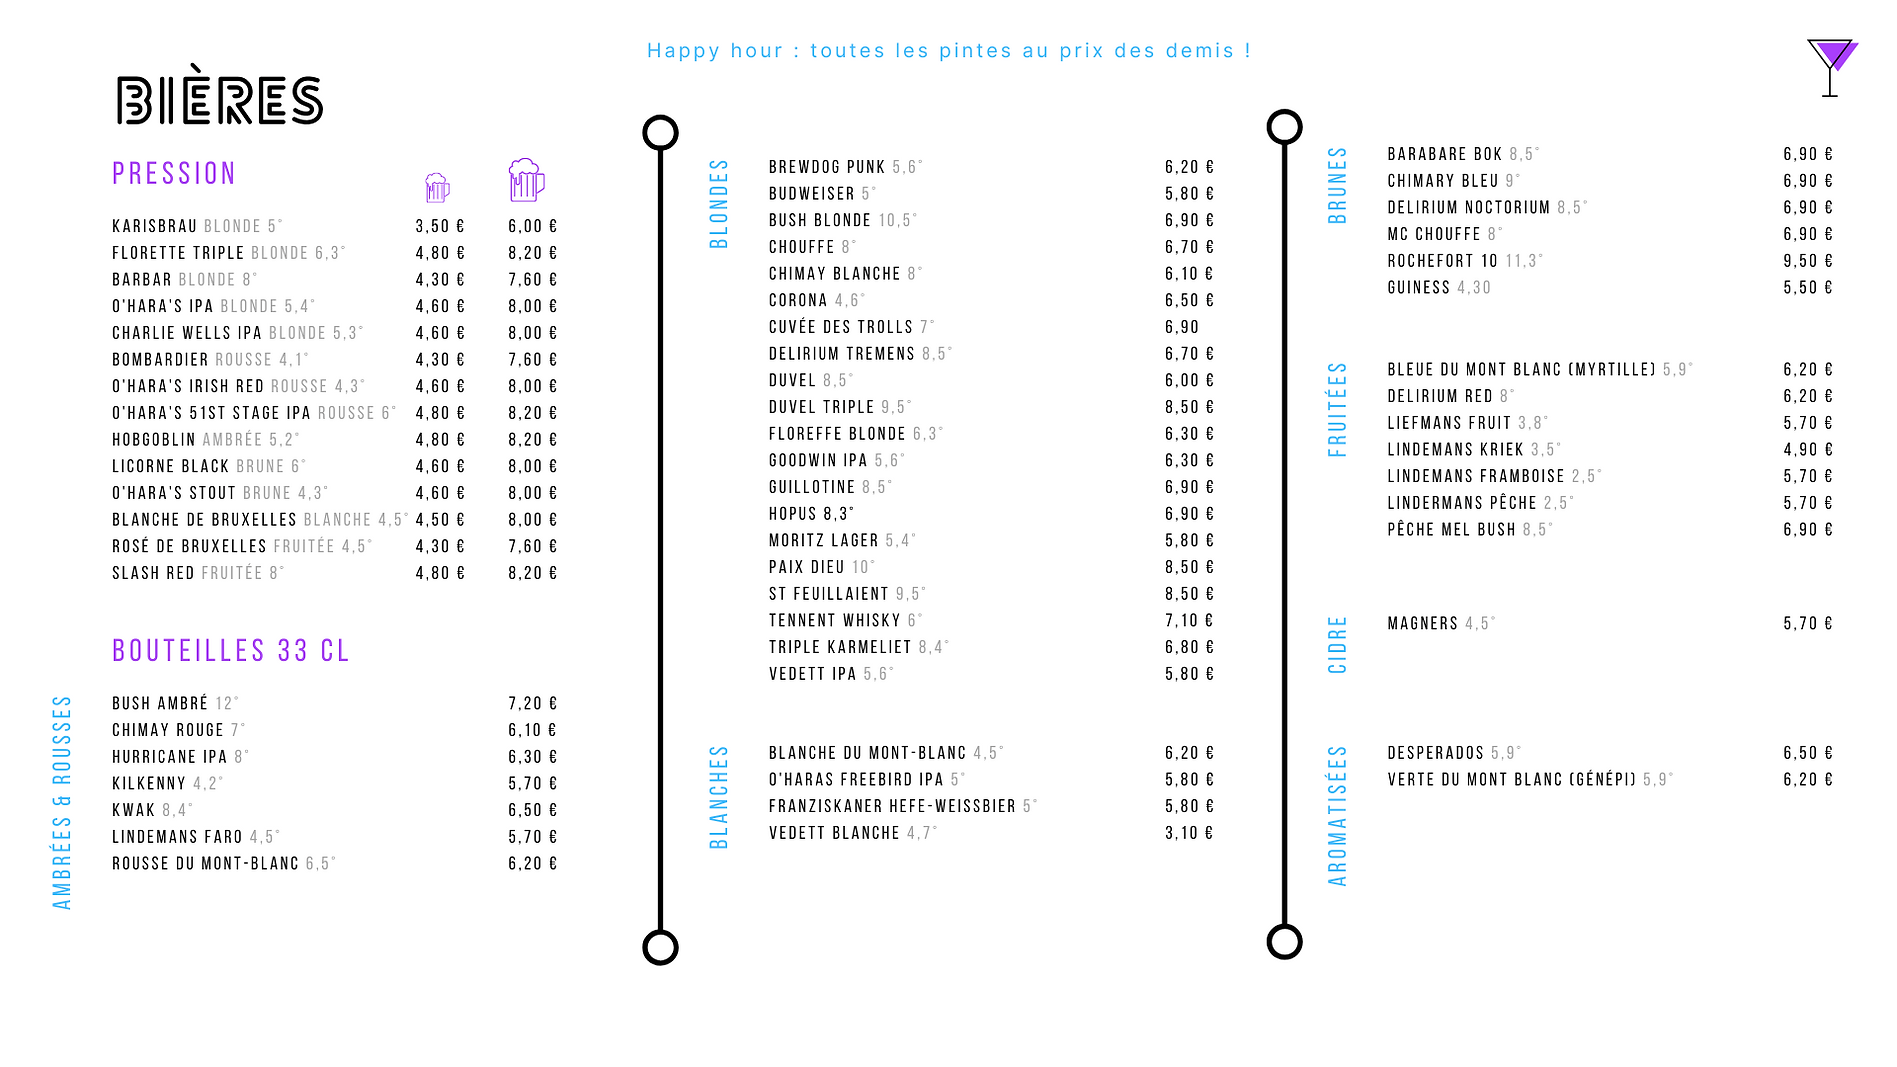 Happy hour : toutes les pintes au prix des demis !
BIÈRES
PRESSION
KARISBRAU BLONDE 5° 3,50 € 6,00 €
FLORETTE TRIPLE BLONDE 6,3° 4,80 € 8,20 €
BARBAR BLONDE 8° 4,30 € 7,60 €
O'HARA'S IPA BLONDE 5,4° 4,60 € 8,00 €
CHARLIE WELLS IPA BLONDE 5,3° 4,60 € 8,00 €
BOMBARDIER ROUSSE 4,1° 4,30 € 7,60 €
O'HARA'S IRISH RED ROUSSE 4,3° 4,60 € 8,00 €
O'HARA'S 51ST STAGE IPA ROUSSE 6° 4,80 € 8,20 €
HOBGOBLIN AMBRÉE 5,2° 4,80 € 8,20 €
LICORNE BLACK BRUNE 6° 4,60 € 8,00 €
O'HARA'S STOUT BRUNE 4,3° 4,60 € 8,00 €
BLANCHE DE BRUXELLES BLANCHE 4,5° 4,50 € 8,00 €
ROSÉ DE BRUXELLES FRUITÉE 4,5° 4,30 € 7,60 €
SLASH RED FRUITÉE 8° 4,80 € 8,20 €
BOUTEILLES 33 CL
AMBRÉES & ROUSSES
BUSH AMBRÉ 12° 7,20 €
CHIMAY ROUGE 7° 6,10 €
HURRICANE IPA 8° 6,30 €
KILKENNY 4,2° 5,70 €
KWAK 8,4° 6,50 €
LINDEMANS FARO 4,5° 5,70 €
ROUSSE DU MONT-BLANC 6,5° 6,20 €
BLONDES
BREWDOG PUNK 5,6° 6,20 €
BUDWEISER 5° 5,80 €
BUSH BLONDE 10,5° 6,90 €
CHOUFFE 8° 6,70 €
CHIMAY BLANCHE 8° 6,10 €
CORONA 4,6° 6,50 €
CUVÉE DES TROLLS 7° 6,90
DELIRIUM TREMENS 8,5° 6,70 €
DUVEL 8,5° 6,00 €
DUVEL TRIPLE 9,5° 8,50 €
FLOREFFE BLONDE 6,3° 6,30 €
GOODWIN IPA 5,6° 6,30 €
GUILLOTINE 8,5° 6,90 €
HOPUS 8,3° 6,90 €
MORITZ LAGER 5,4° 5,80 €
PAIX DIEU 10° 8,50 €
ST FEUILLAIENT 9,5° 8,50 €
TENNENT WHISKY 6° 7,10 €
TRIPLE KARMELIET 8,4° 6,80 €
VEDETT IPA 5,6° 5,80 €
BLANCHES
BLANCHE DU MONT-BLANC 4,5° 6,20 €
O'HARAS FREEBIRD IPA 5° 5,80 €
FRANZISKANER HEFE-WEISSBIER 5° 5,80 €
VEDETT BLANCHE 4,7° 3,10 €
BRUNES
BARABARE BOK 8,5° 6,90 €
CHIMARY BLEU 9° 6,90 €
DELIRIUM NOCTORIUM 8,5° 6,90 €
MC CHOUFFE 8° 6,90 €
ROCHEFORT 10 11,3° 9,50 €
GUINESS 4,30 5,50 €
FRUITÉES
BLEUE DU MONT BLANC (MYRTILLE) 5,9° 6,20 €
DELIRIUM RED 8° 6,20 €
LIEFMANS FRUIT 3,8° 5,70 €
LINDEMANS KRIEK 3,5° 4,90 €
LINDEMANS FRAMBOISE 2,5° 5,70 €
LINDERMANS PÊCHE 2,5° 5,70 €
PÊCHE MEL BUSH 8,5° 6,90 €
CIDRE
MAGNERS 4,5° 5,70 €
AROMATISÉES
DESPERADOS 5,9° 6,50 €
VERTE DU MONT BLANC (GÉNÉPI) 5,9° 6,20 €